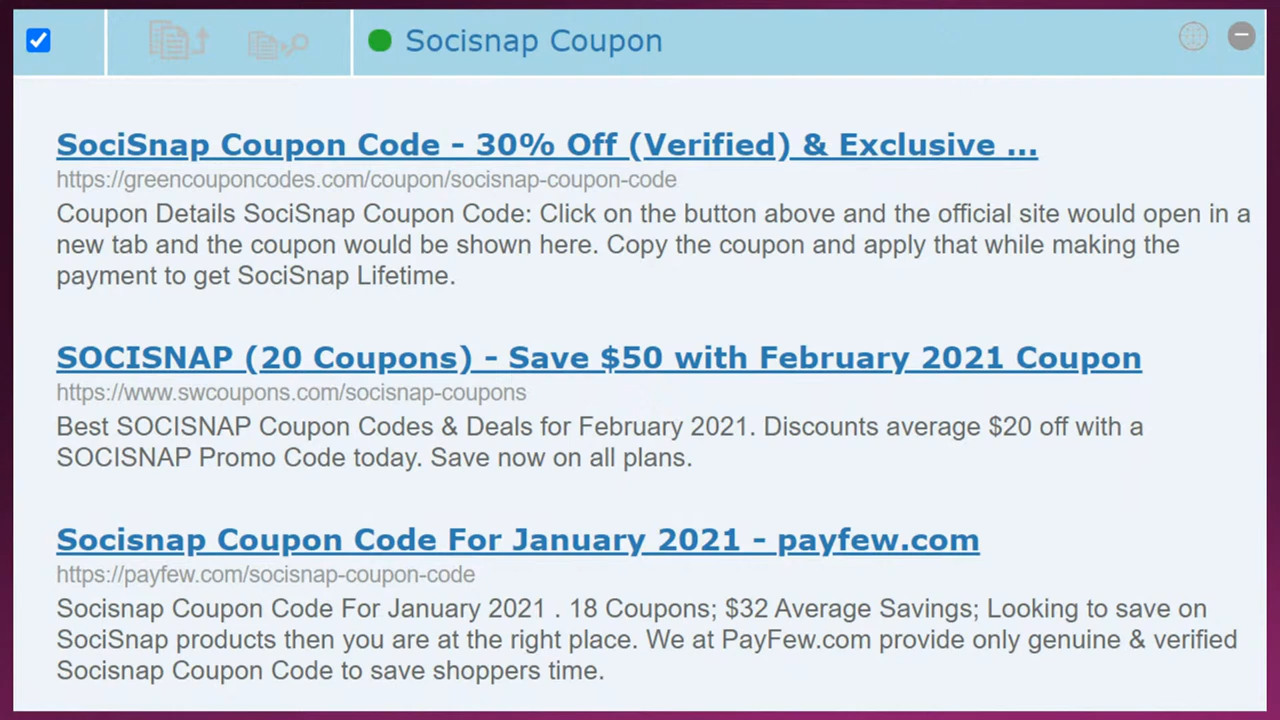 Socisnap Coupon
SociSnap Coupon Code - 30% Off (Verified) & Exclusive ...
https://greencouponcodes.com/coupon/socisnap-coupon-code
Coupon Details SociSnap Coupon Code: Click on the button above and the official site would open in a
new tab and the coupon would be shown here. Copy the coupon and apply that while making the
payment to get SociSnap Lifetime.
SOCISNAP (20 Coupons) - Save $50 with February 2021 Coupon
https://www.swcoupons.com/socisnap-coupons
Best SOCISNAP Coupon Codes & Deals for February 2021. Discounts average $20 off with a
SOCISNAP Promo Code today. Save now on all plans.
Socisnap Coupon Code For January 2021 - payfew.com
https://payfew.com/socisnap-coupon-code
Socisnap Coupon Code For January 2021 . 18 Coupons; $32 Average Savings; Looking to save on
SociSnap products then you are at the right place. We at PayFew.com provide only genuine & verified
Socisnap Coupon Code to save shoppers time.